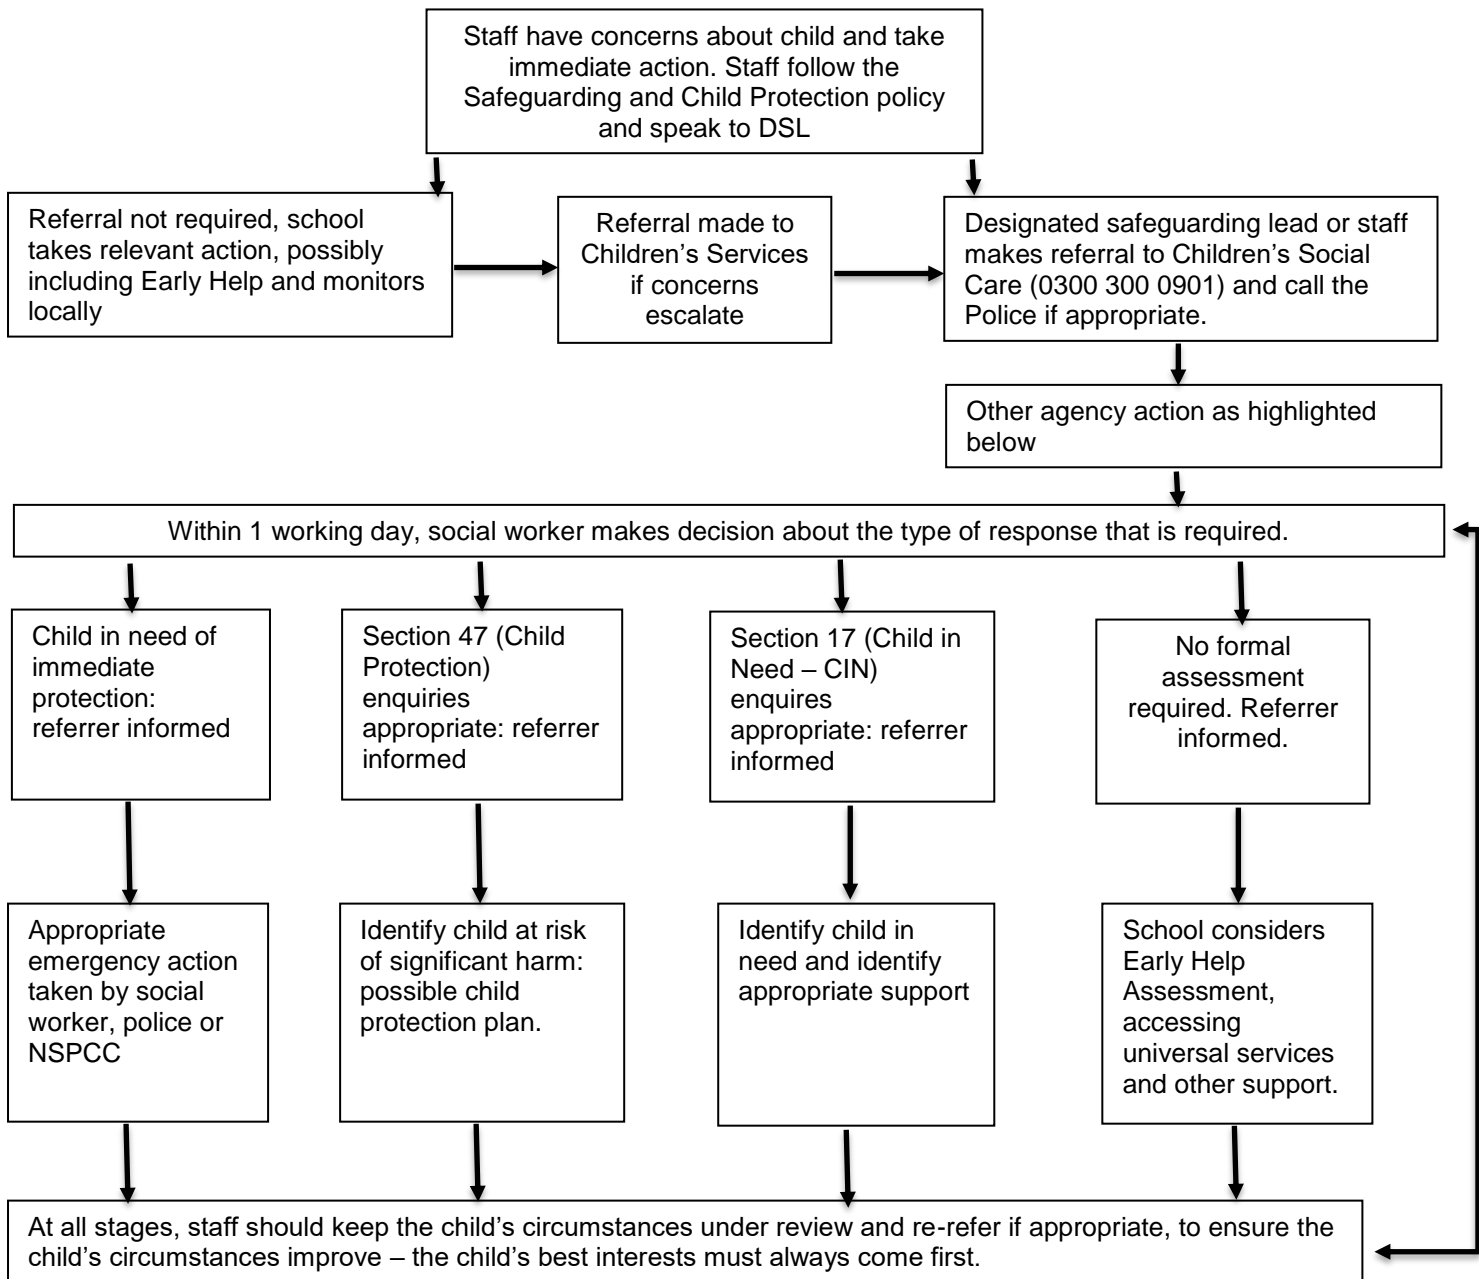 Staff have concerns about child and take
immediate action. Staff follow the
Safeguarding and Child Protection policy
and speak to DSL
Referral not required, school
takes relevant action, possibly
including Early Help and monitors
locally
Referral made to
Children’s Services
if concerns
escalate
Designated safeguarding lead or staff
makes referral to Children’s Social
Care (0300 300 0901) and call the
Police if appropriate.
Other agency action as highlighted
below
Within 1 working day, social worker makes decision about the type of response that is required.
Child in need of
immediate
protection:
referrer informed
Section 47 (Child
Protection)
enquiries
appropriate: referrer
informed
Section 17 (Child in
Need – CIN)
enquires
appropriate: referrer
informed
No formal
assessment
required. Referrer
informed.
Appropriate
emergency action
taken by social
worker, police or
NSPCC
Identify child at risk
of significant harm:
possible child
protection plan.
Identify child in
need and identify
appropriate support
School considers
Early Help
Assessment,
accessing
universal services
and other support.
At all stages, staff should keep the child’s circumstances under review and re-refer if appropriate, to ensure the
child’s circumstances improve – the child’s best interests must always come first.